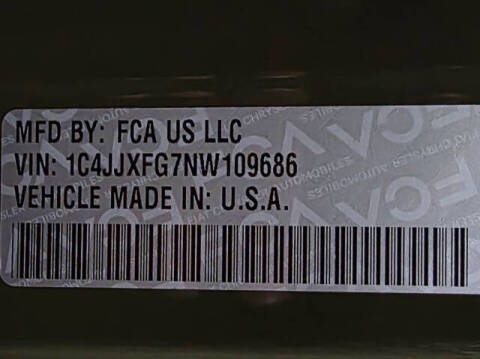 MFD BY: FCA US LLC
VIN: 1C4JJXFG7NW109686
VEHICLE MADE IN: U.S.A.